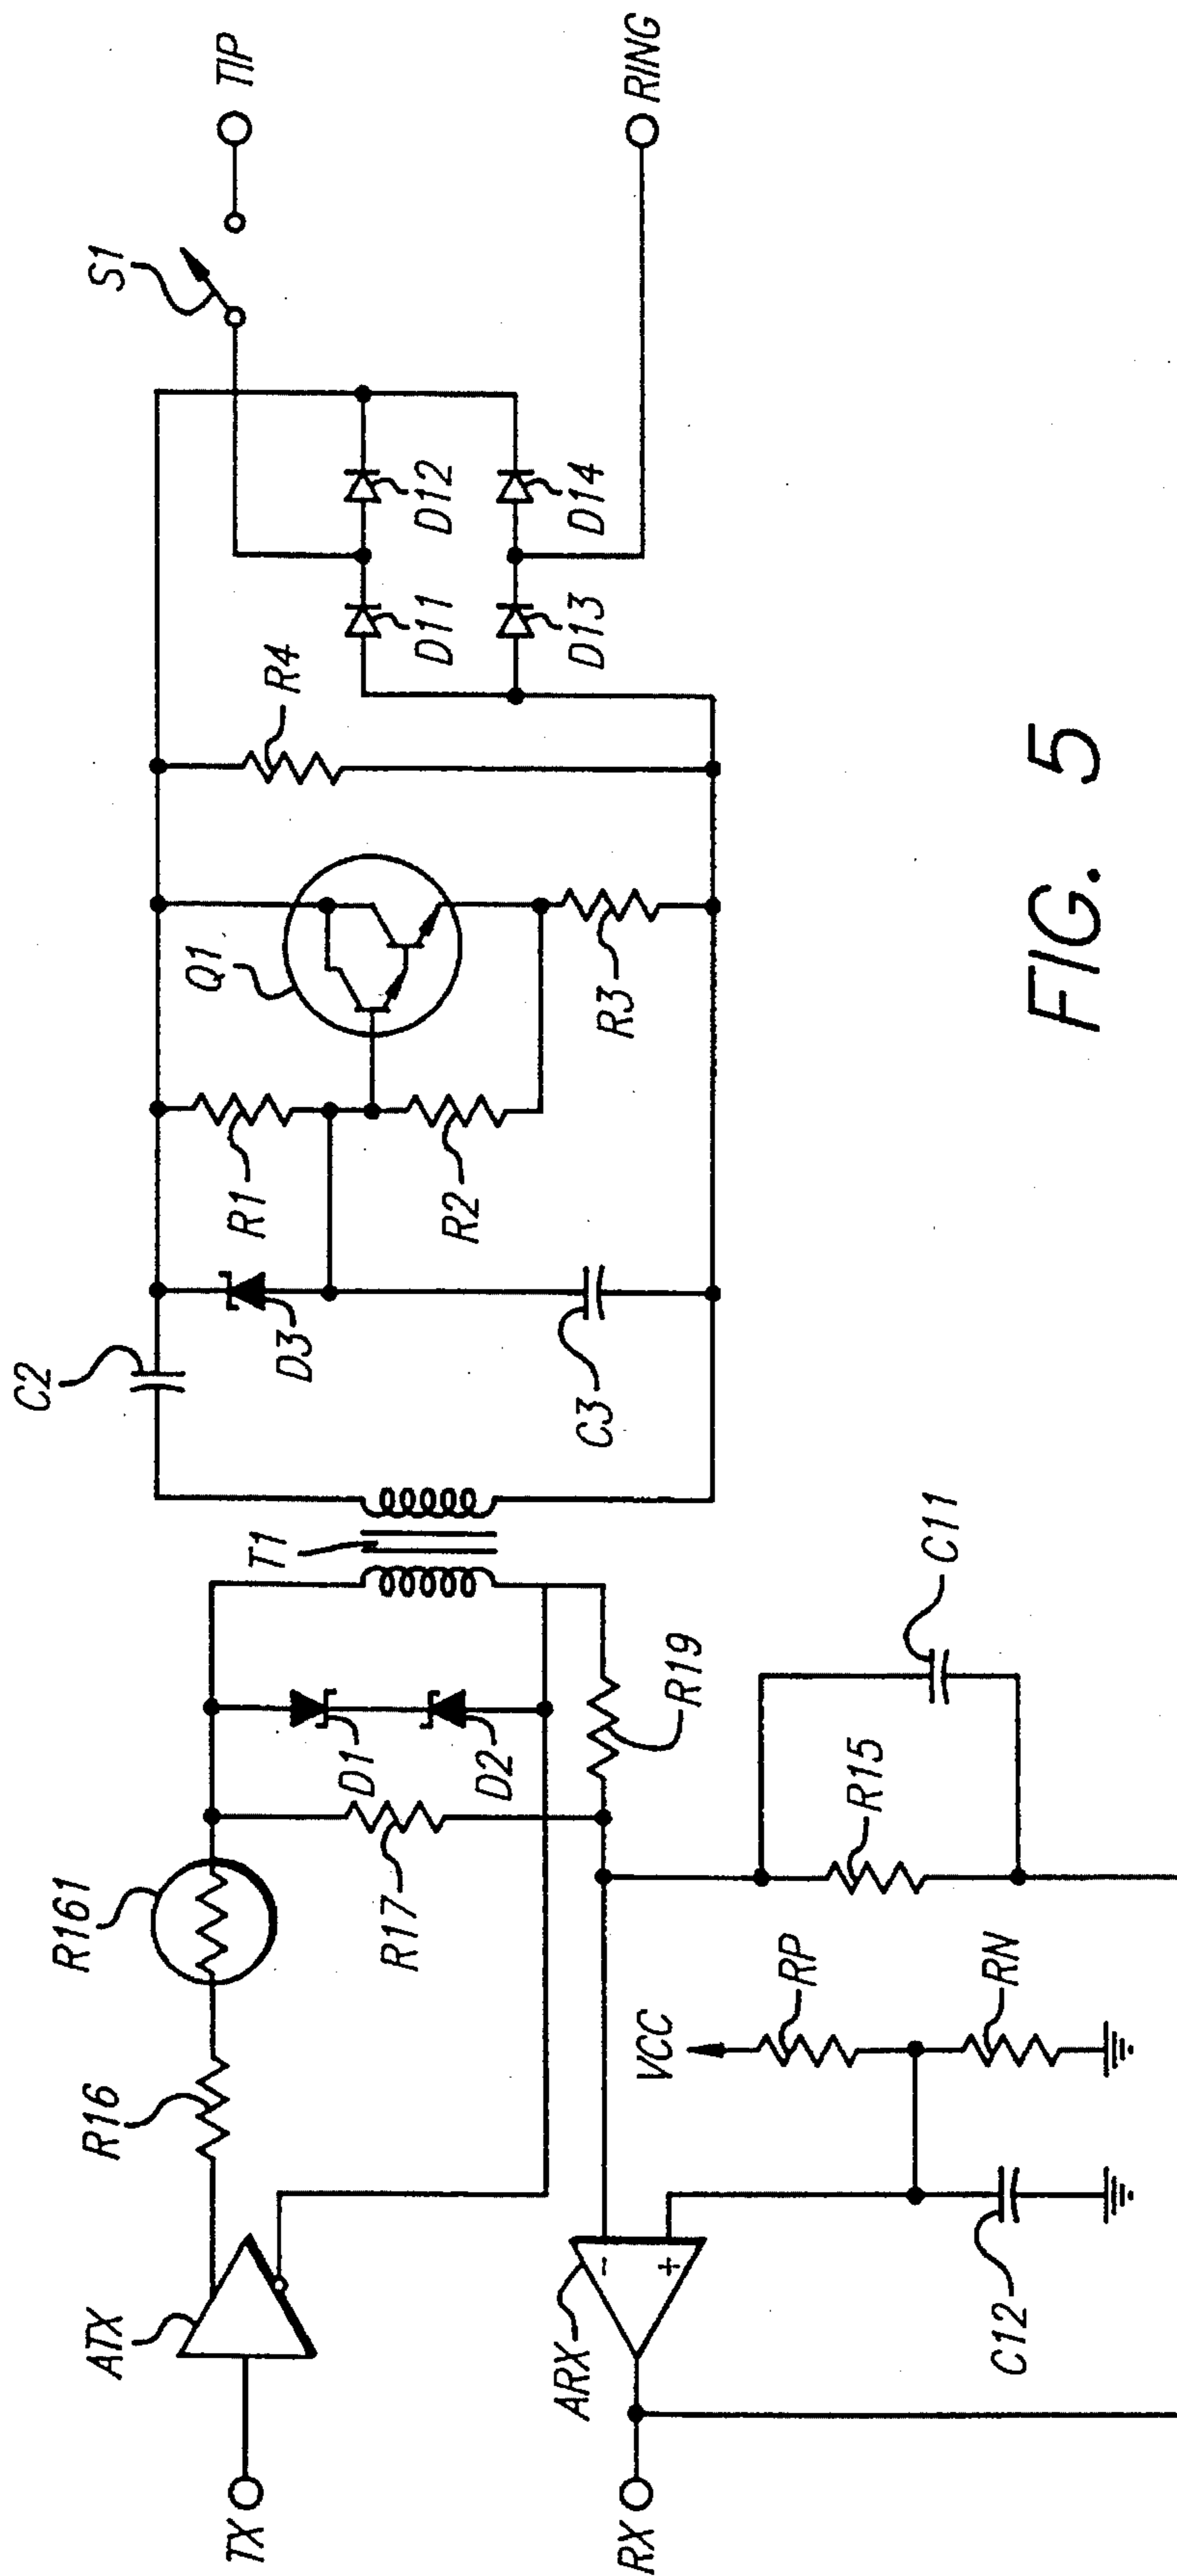 TIP
S1
RING
C2
R4
Q1
D12
D14
D11
D13
R1
D3
R2
R3
C3
T1
R161
R16
ATX
TX
D1
D2
R17
R19
C11
R15
RP
VCC
RN
ARX
-
+
C12
RX
FIG. 5